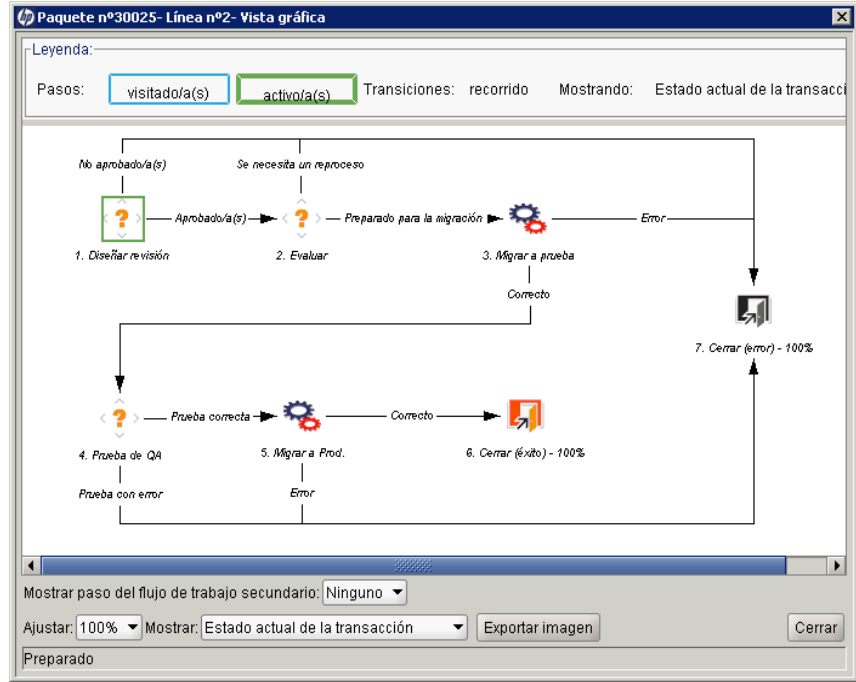 Paquete nº30025- Línea nº2- Vista gráfica
Leyenda:
Pasos: visitado/a(s) activo/a(s) Transiciones: recorrido Mostrando: Estado actual de la transacci
No aprobado/a(s) Se necesita un reproceso
Aprobado/a(s) Preparado para la migración Error
1. Diseñar revisión 2. Evaluar 3. Migrar a prueba
Correcto
7. Cerrar (error) - 100%
Prueba correcta Correcto
4. Prueba de QA 5. Migrar a Prod. 6. Cerrar (éxito) - 100%
Prueba con error Error
Mostrar paso del flujo de trabajo secundario: Ninguno
Ajustar: 100% Mostrar: Estado actual de la transacción Exportar imagen Cerrar
Preparado